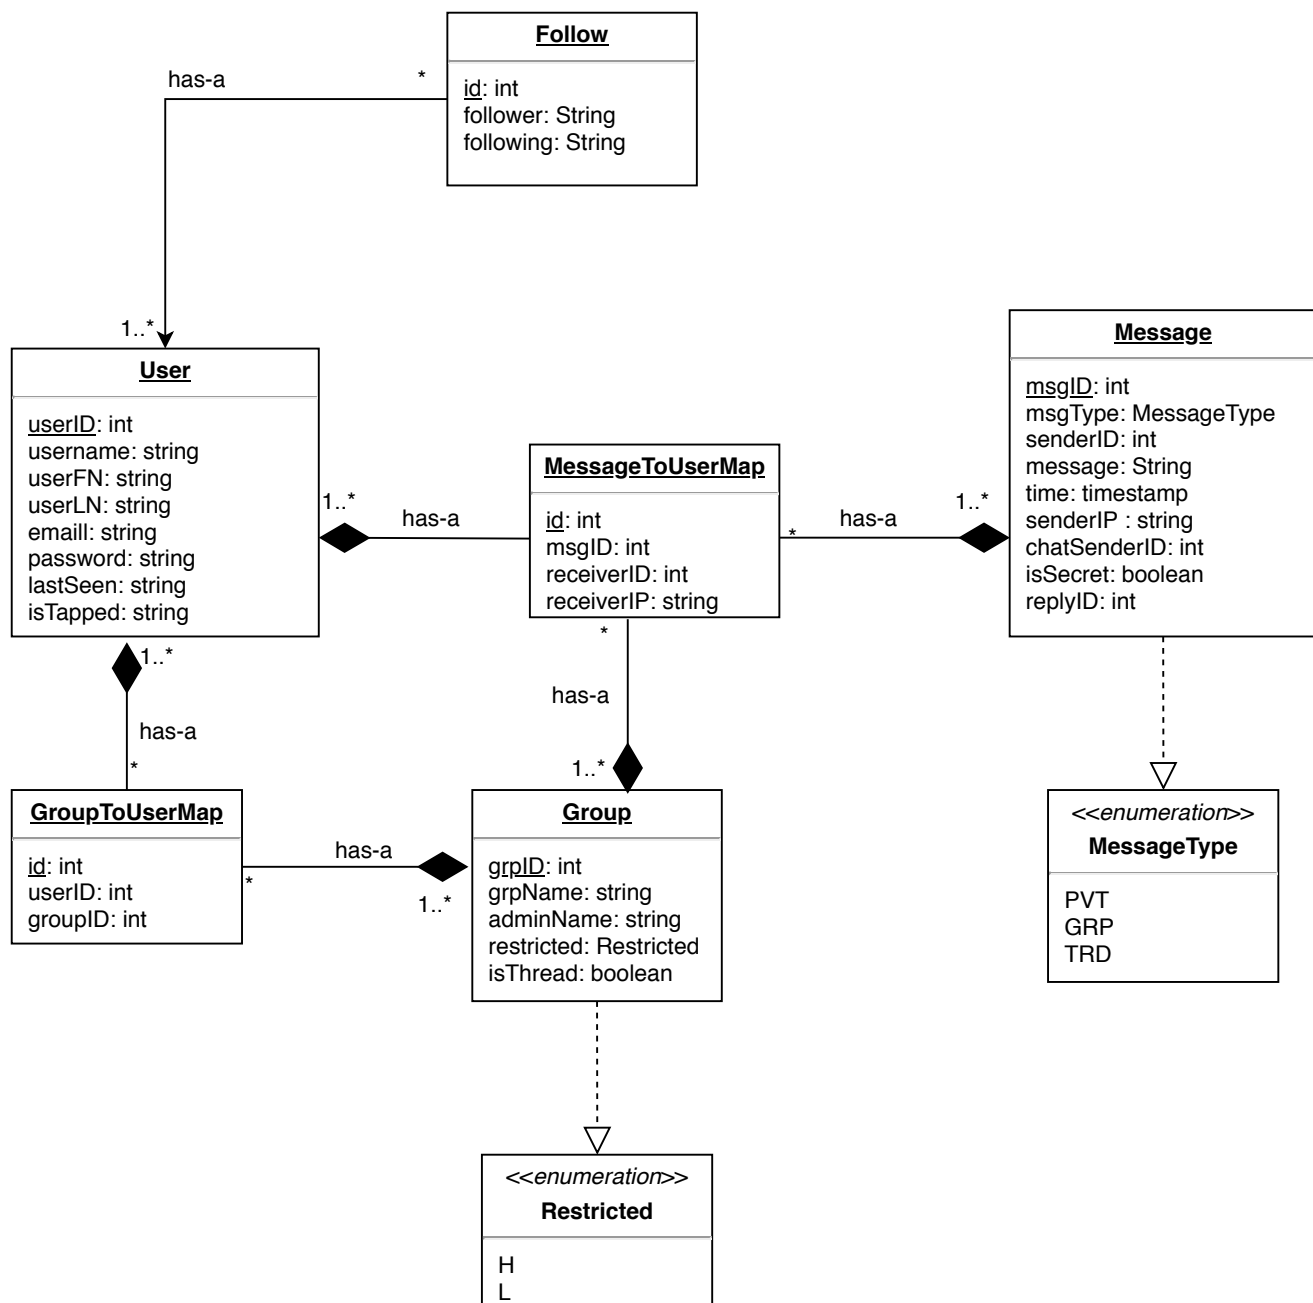 Follow
id: int
follower: String
following: String
has-a
*
1..*
User
userID: int
username: string
userFN: string
userLN: string
emaill: string
password: string
lastSeen: string
isTapped: string
1..*
has-a
MessageToUserMap
id: int
msgID: int
receiverID: int
receiverIP: string
*
has-a
1..*
Message
msgID: int
msgType: MessageType
senderID: int
message: String
time: timestamp
senderIP : string
chatSenderID: int
isSecret: boolean
replyID: int
1..*
has-a
*
*
has-a
1..*
GroupToUserMap
id: int
userID: int
groupID: int
has-a
*
1..*
Group
grpID: int
grpName: string
adminName: string
restricted: Restricted
isThread: boolean
<<enumeration>>
MessageType
PVT
GRP
TRD
<<enumeration>>
Restricted
H
L